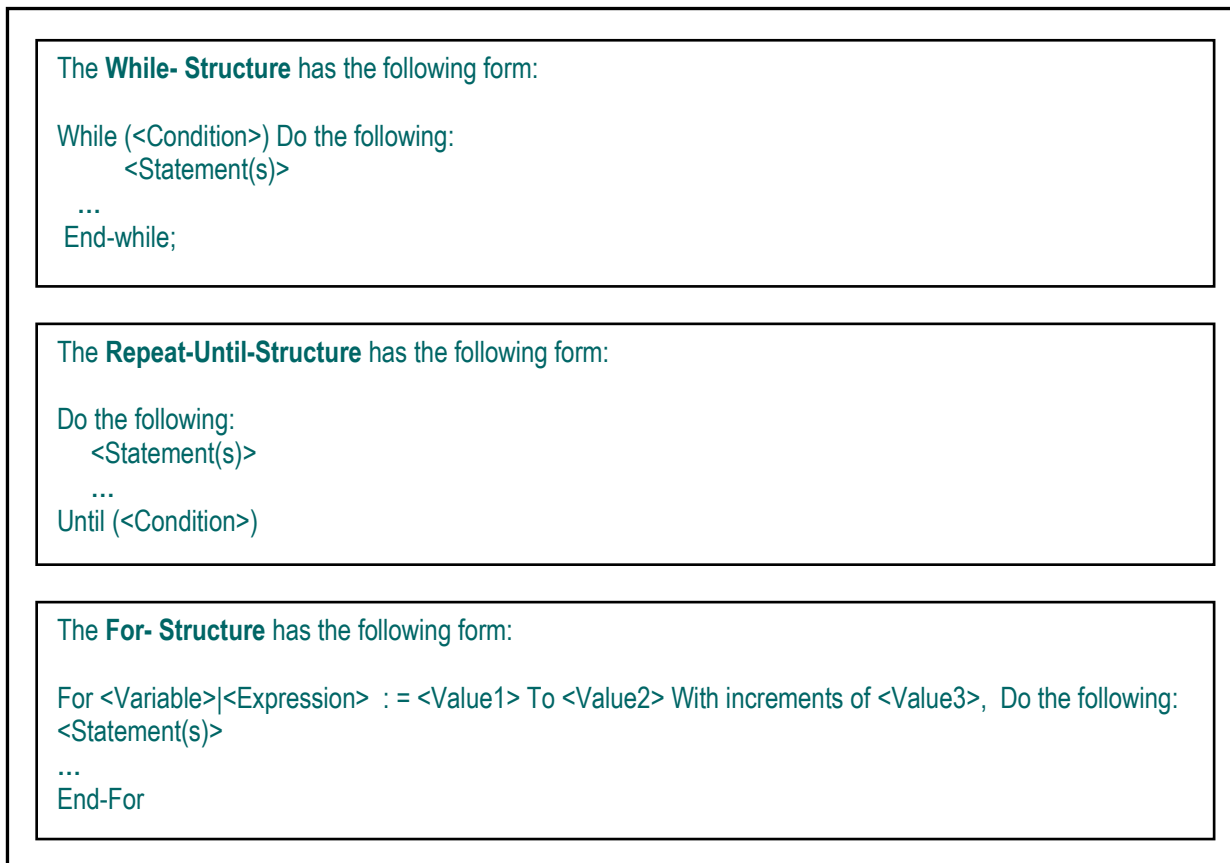 The While- Structure has the following form:
While (<Condition>) Do the following:
<Statement(s)>
…
End-while;
The Repeat-Until-Structure has the following form:
Do the following:
<Statement(s)>
…
Until (<Condition>)
The For- Structure has the following form:
For <Variable>|<Expression> : = <Value1> To <Value2> With increments of <Value3>, Do the following:
<Statement(s)>
…
End-For